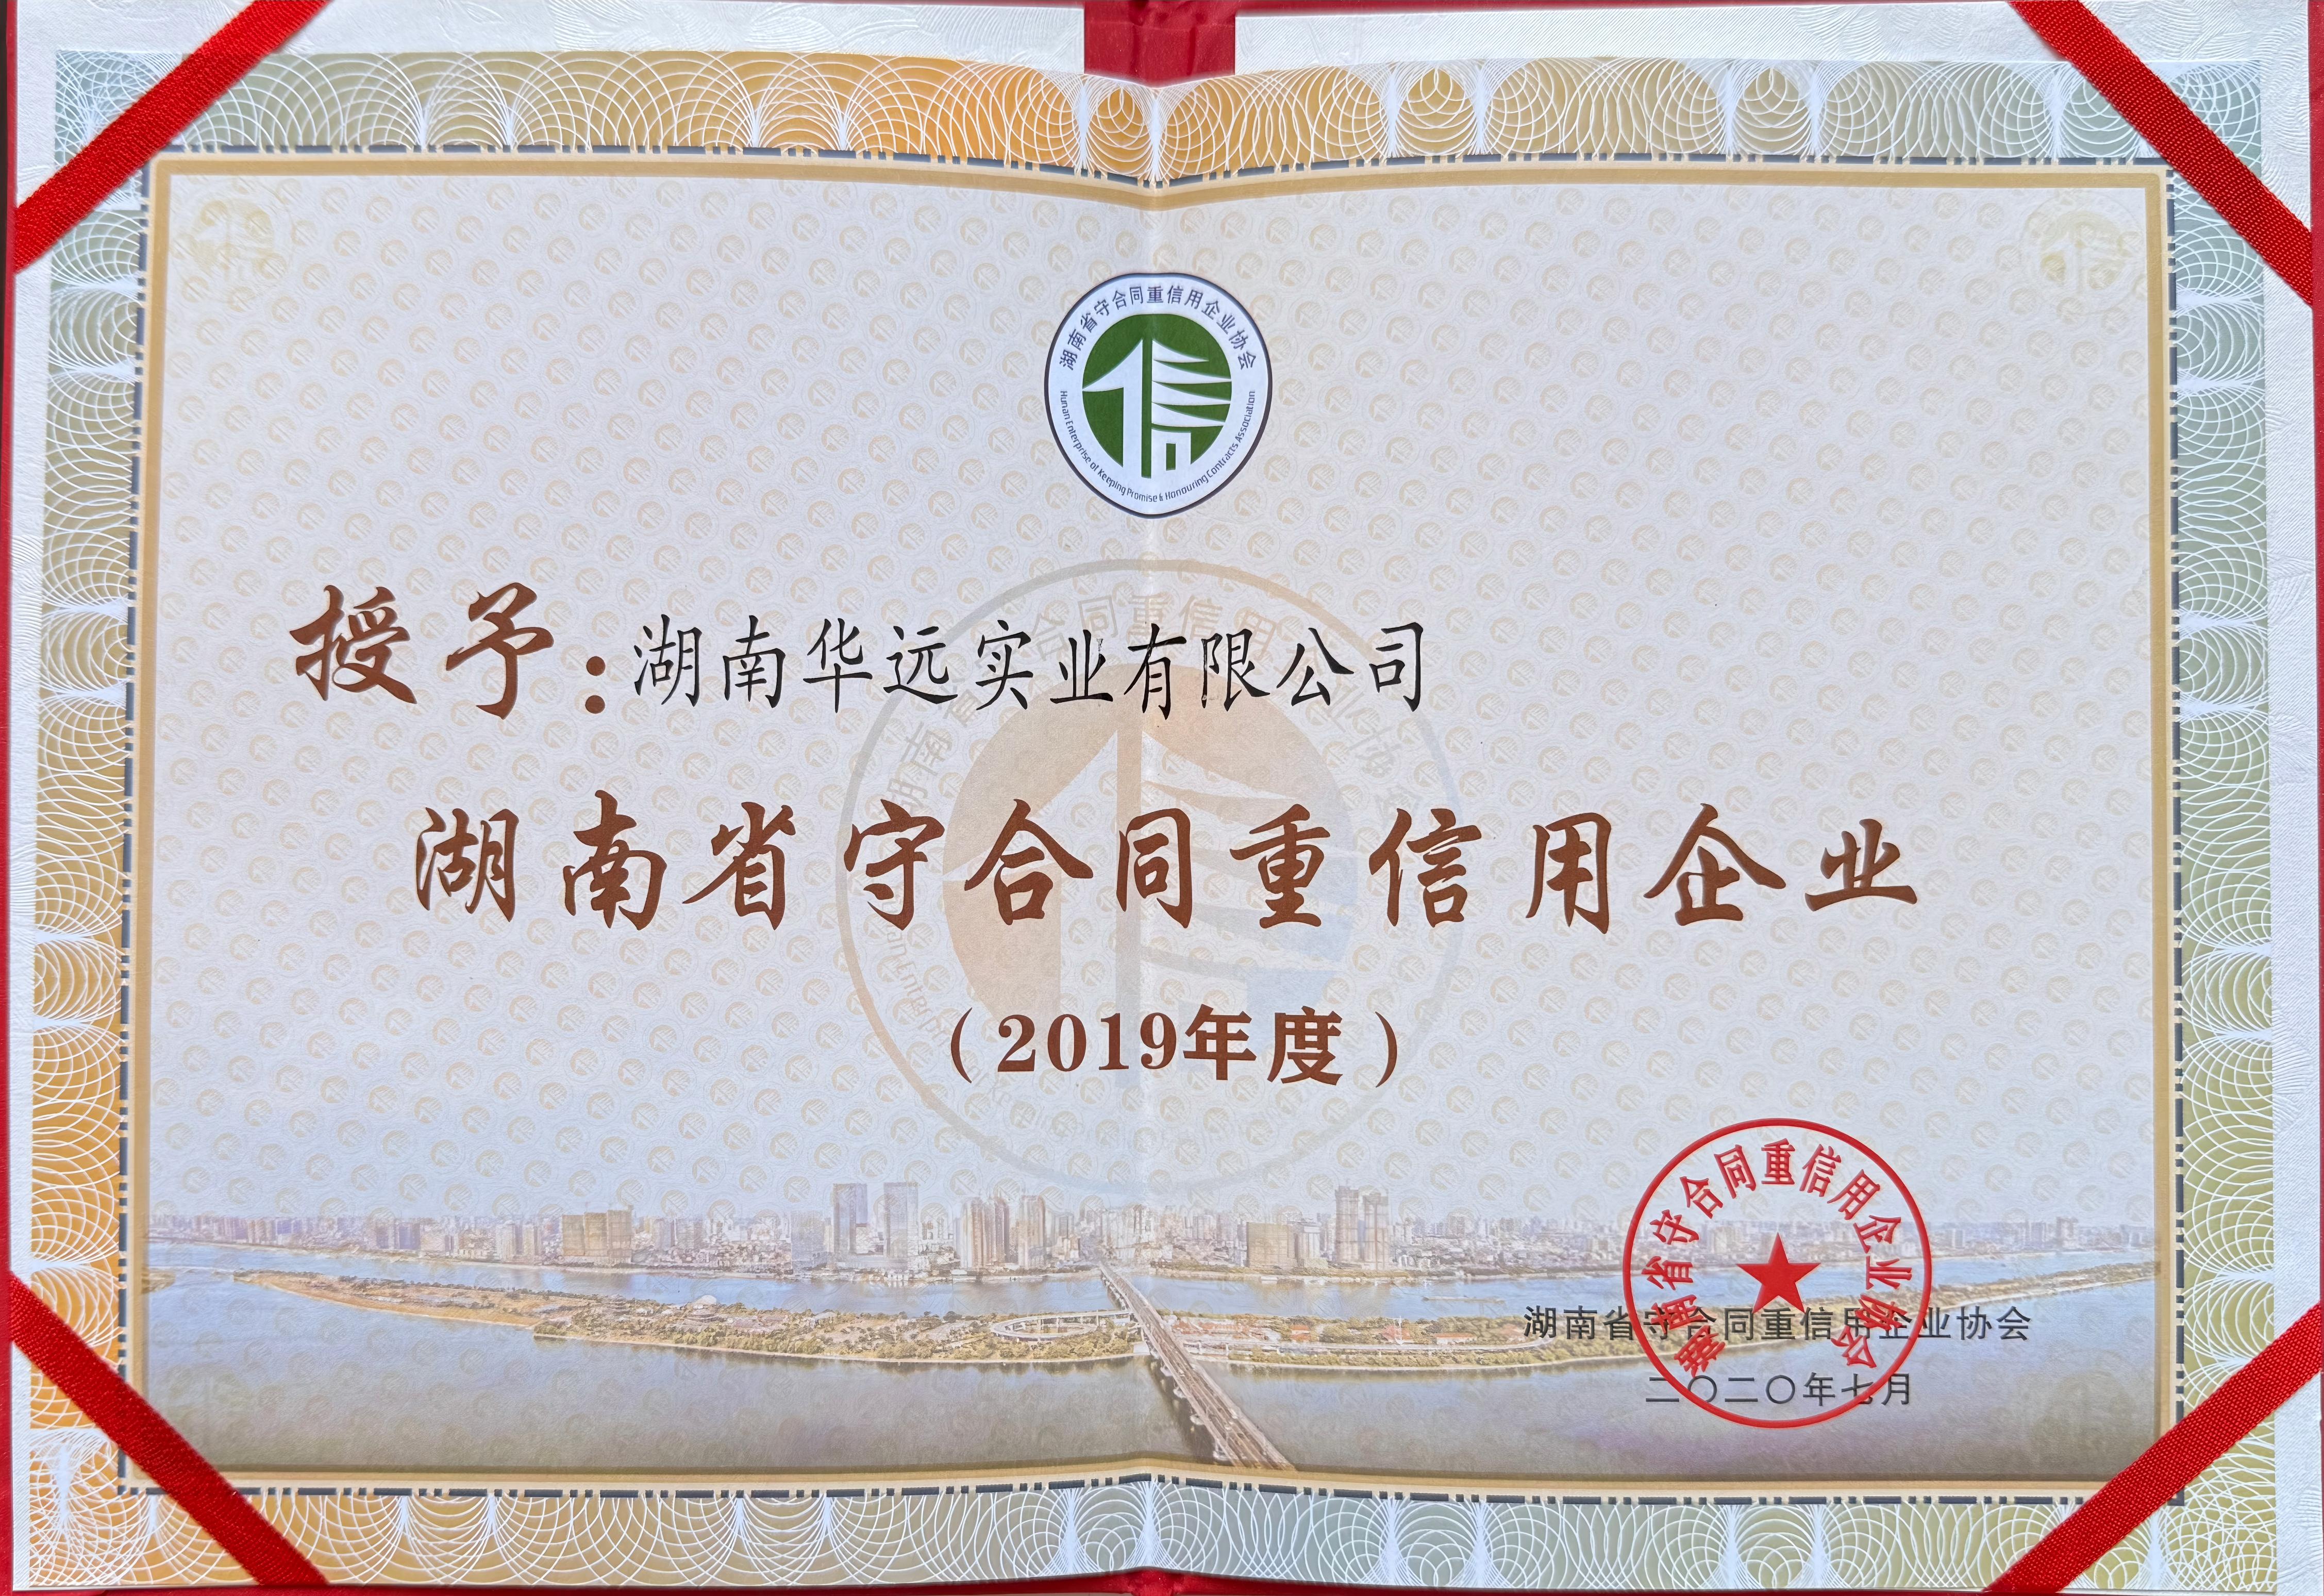 湖南省守合同重信用企业协会
信
Hunan Enterprise of Keeping Promise & Honouring Contracts Association
授予:湖南华远实业有限公司
湖南省守合同重信用企业
(2019年度)
湖南省守合同重信用企业协会
湖南省守合同重信用企业协会
二〇二〇年七月